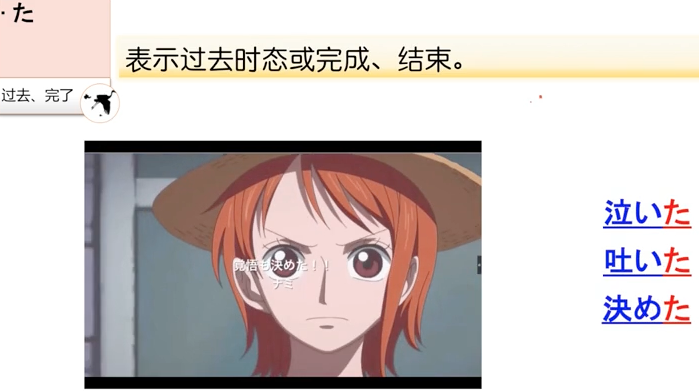 ·た
表示过去时态或完成、结束。
过去、完了
覚悟も決めた！！
ナミ
泣いた
吐いた
決めた